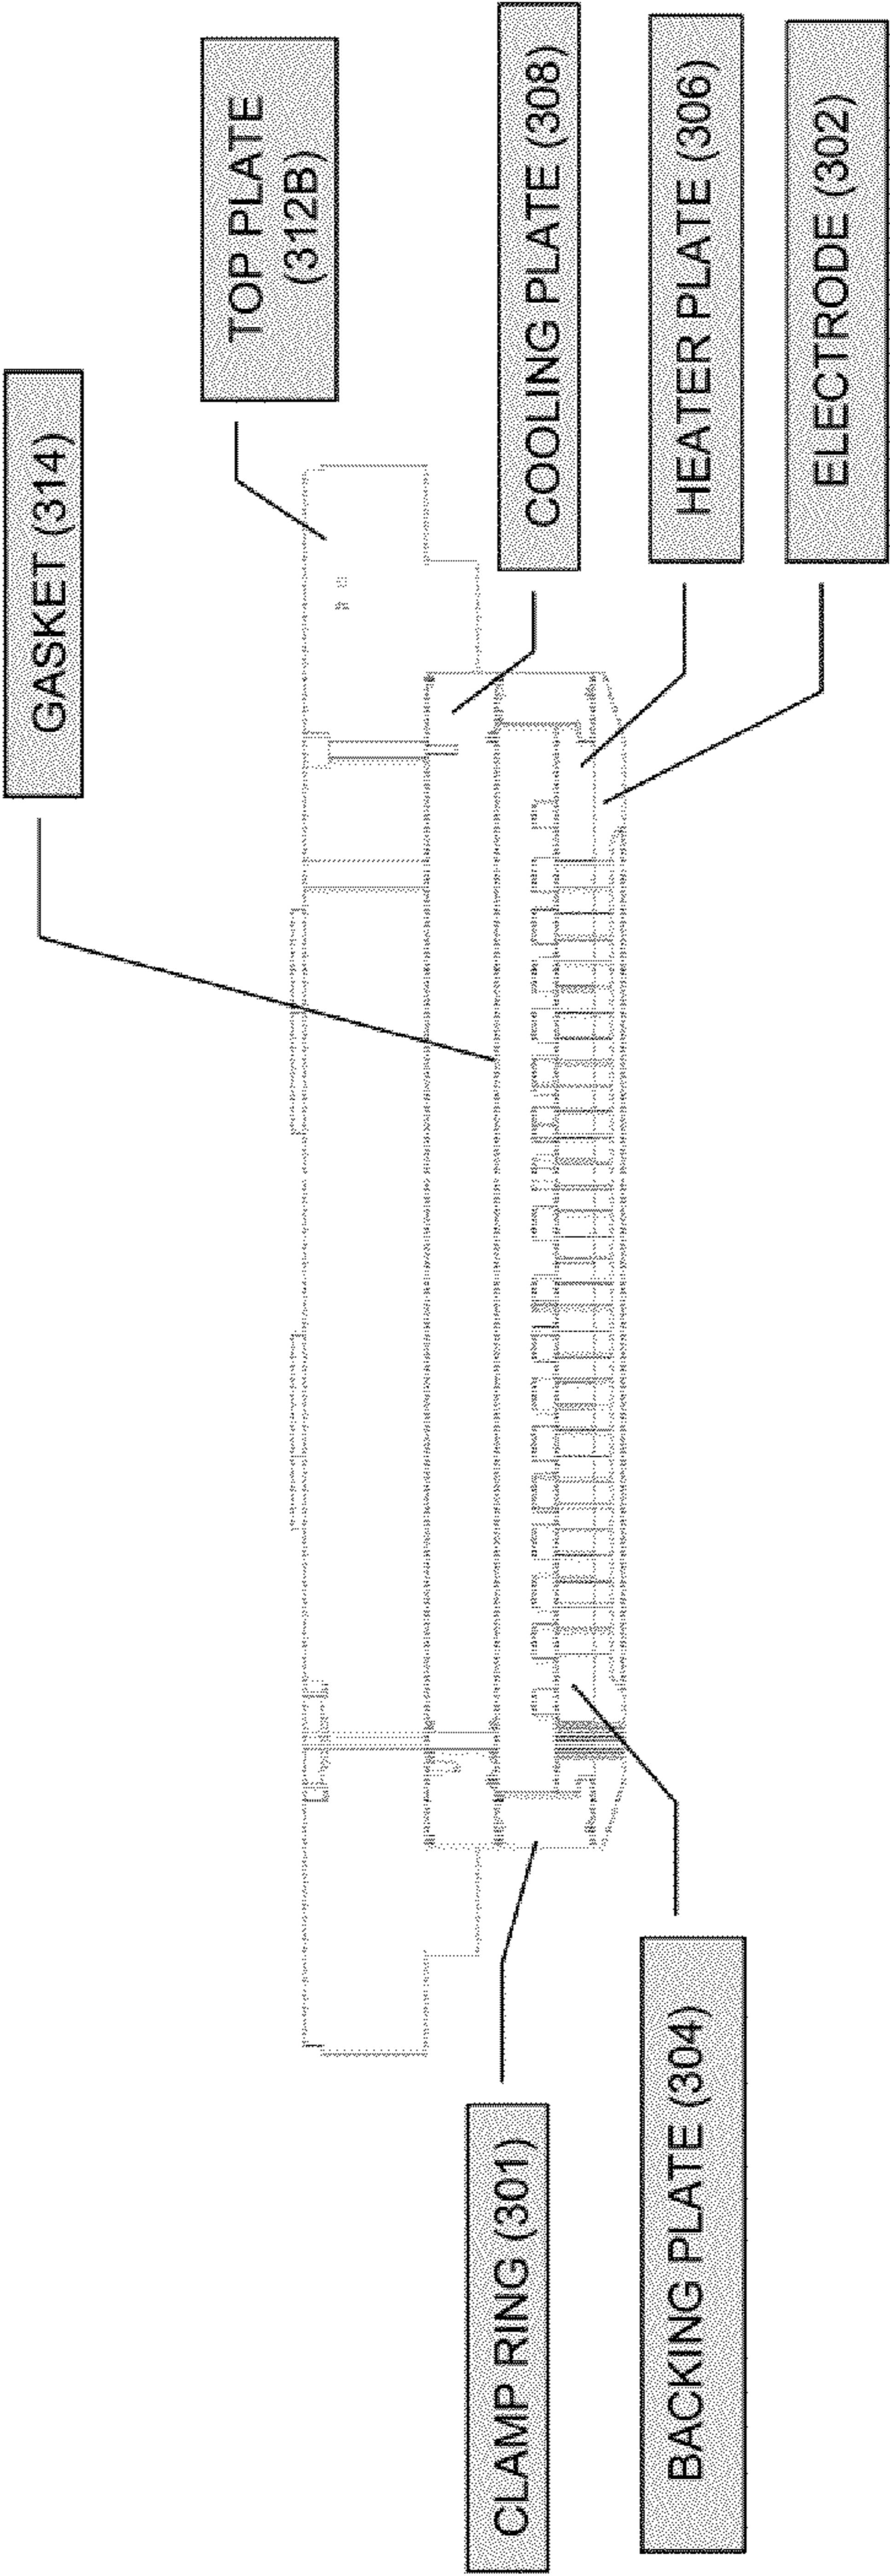 GASKET (314)
TOP PLATE
(312B)
COOLING PLATE (308)
HEATER PLATE (306)
ELECTRODE (302)
CLAMP RING (301)
BACKING PLATE (304)